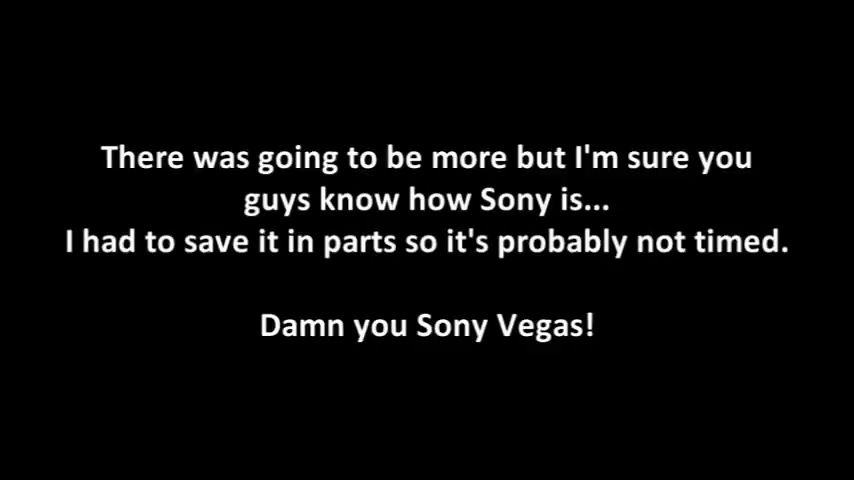 There was going to be more but I'm sure you
guys know how Sony is...
I had to save it in parts so it's probably not timed.
Damn you Sony Vegas!